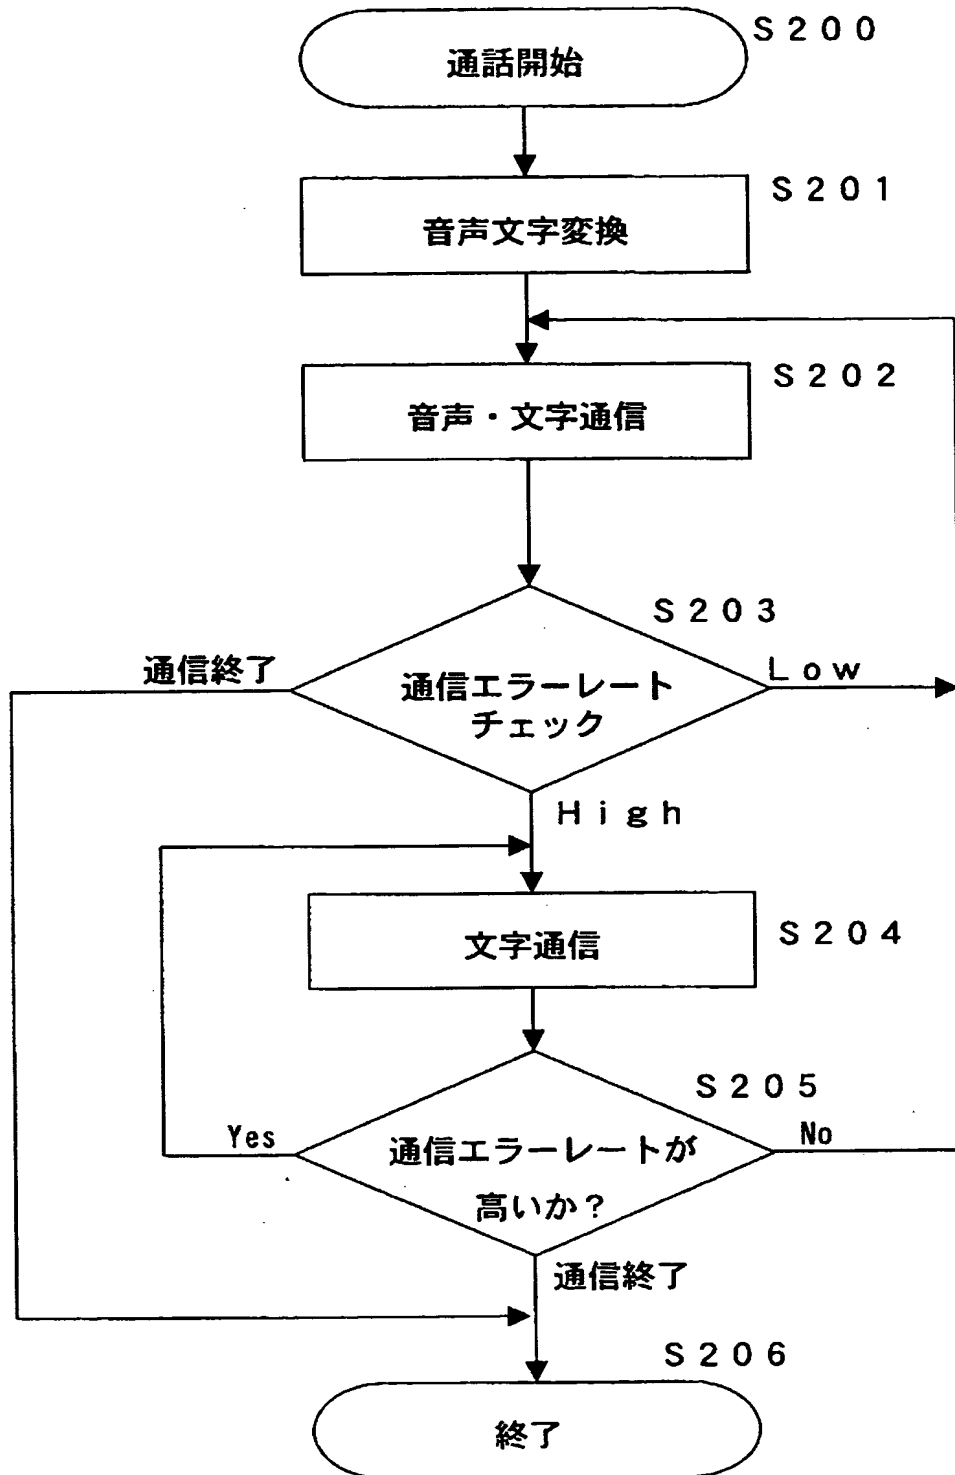 S200
通話開始
S201
音声文字変換
S202
音声・文字通信
S203
通信終了
通信エラーレート
チェック
Low
High
文字通信
S204
S205
Yes
通信エラーレートが
高いか?
No
通信終了
S206
終了